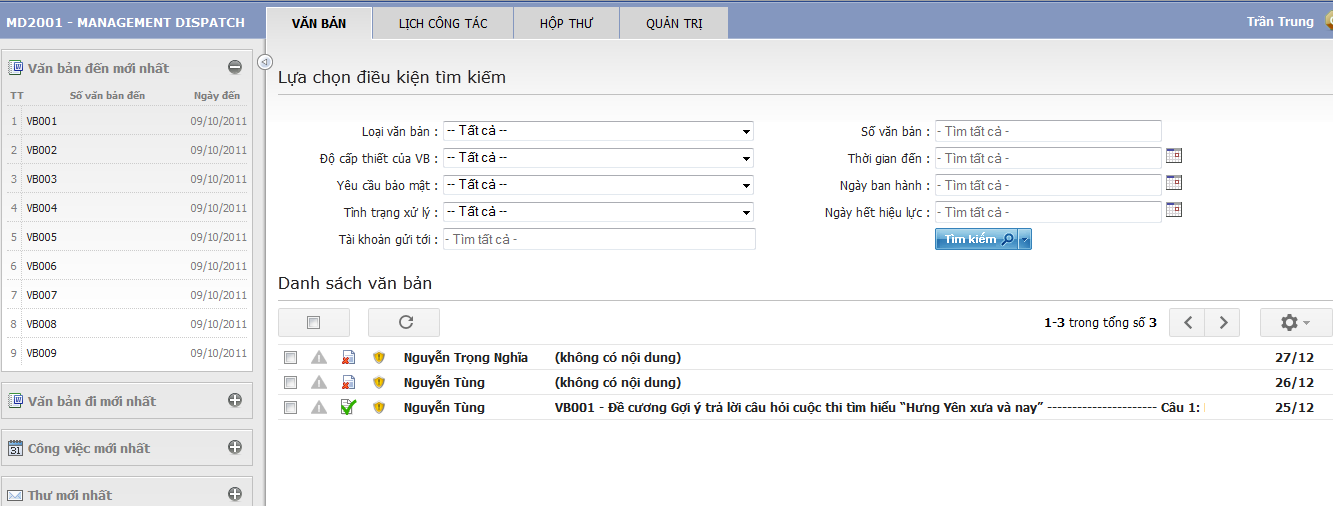 MD2001 - MANAGEMENT DISPATCH
VĂN BẢN LỊCH CÔNG TÁC HỘP THƯ QUẢN TRỊ
Trần Trung
Văn bản đến mới nhất
TT Số văn bản đến Ngày đến
1 VB001 09/10/2011
2 VB002 09/10/2011
3 VB003 09/10/2011
4 VB004 09/10/2011
5 VB005 09/10/2011
6 VB006 09/10/2011
7 VB007 09/10/2011
8 VB008 09/10/2011
9 VB009 09/10/2011
Văn bản đi mới nhất
31 Công việc mới nhất
Thư mới nhất
Lựa chọn điều kiện tìm kiếm
Loại văn bản : -- Tất cả --
Số văn bản : - Tìm tất cả -
Độ cấp thiết của VB : -- Tất cả --
Thời gian đến : - Tìm tất cả -
Yêu cầu bảo mật : -- Tất cả --
Ngày ban hành : - Tìm tất cả -
Tình trạng xử lý : -- Tất cả --
Ngày hết hiệu lực : - Tìm tất cả -
Tài khoản gửi tới : - Tìm tất cả -
Tìm kiếm
Danh sách văn bản
1-3 trong tổng số 3
Nguyễn Trọng Nghĩa (không có nội dung) 27/12
Nguyễn Tùng (không có nội dung) 26/12
Nguyễn Tùng VB001 - Đề cương Gợi ý trả lời câu hỏi cuộc thi tìm hiểu “Hưng Yên xưa và nay” ---------------------- Câu 1: 25/12